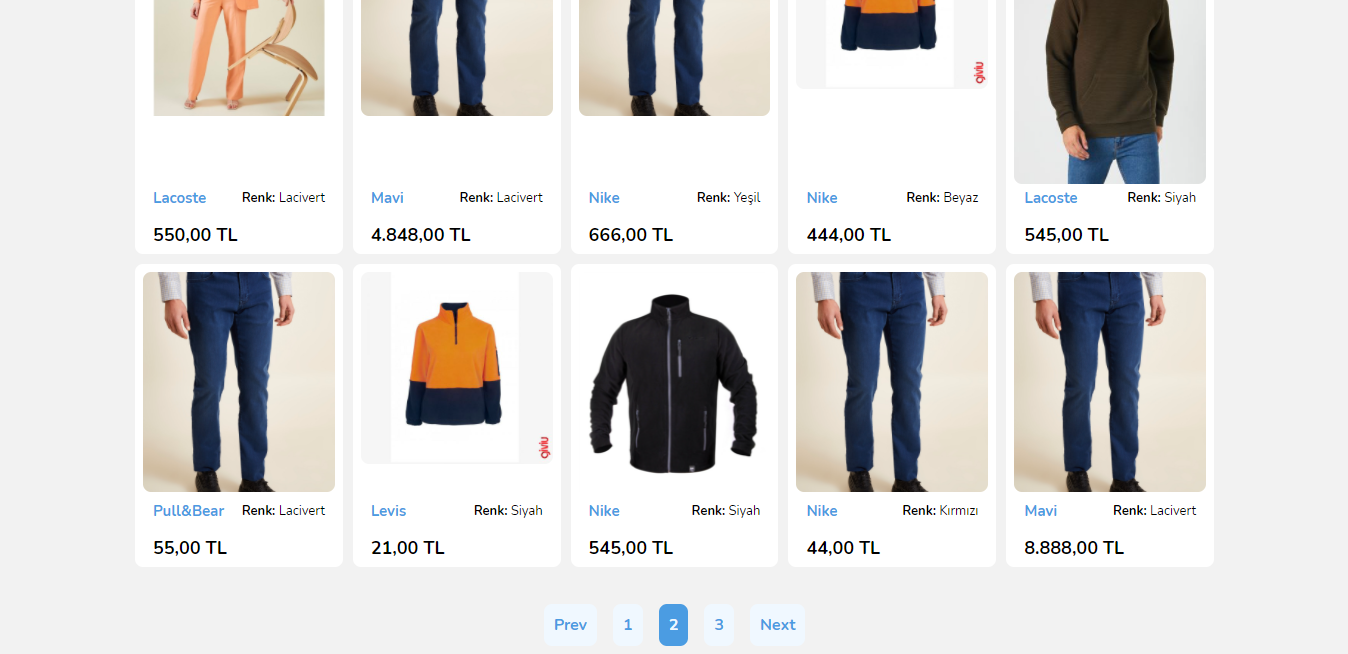 giviu
Lacoste Renk: Lacivert
550,00 TL
Mavi Renk: Lacivert
4.848,00 TL
Nike Renk: Yeşil
666,00 TL
Nike Renk: Beyaz
444,00 TL
Lacoste Renk: Siyah
545,00 TL
giviu
Pull&Bear Renk: Lacivert
55,00 TL
Levis Renk: Siyah
21,00 TL
Nike Renk: Siyah
545,00 TL
Nike Renk: Kırmızı
44,00 TL
Mavi Renk: Lacivert
8.888,00 TL
Prev 1 2 3 Next